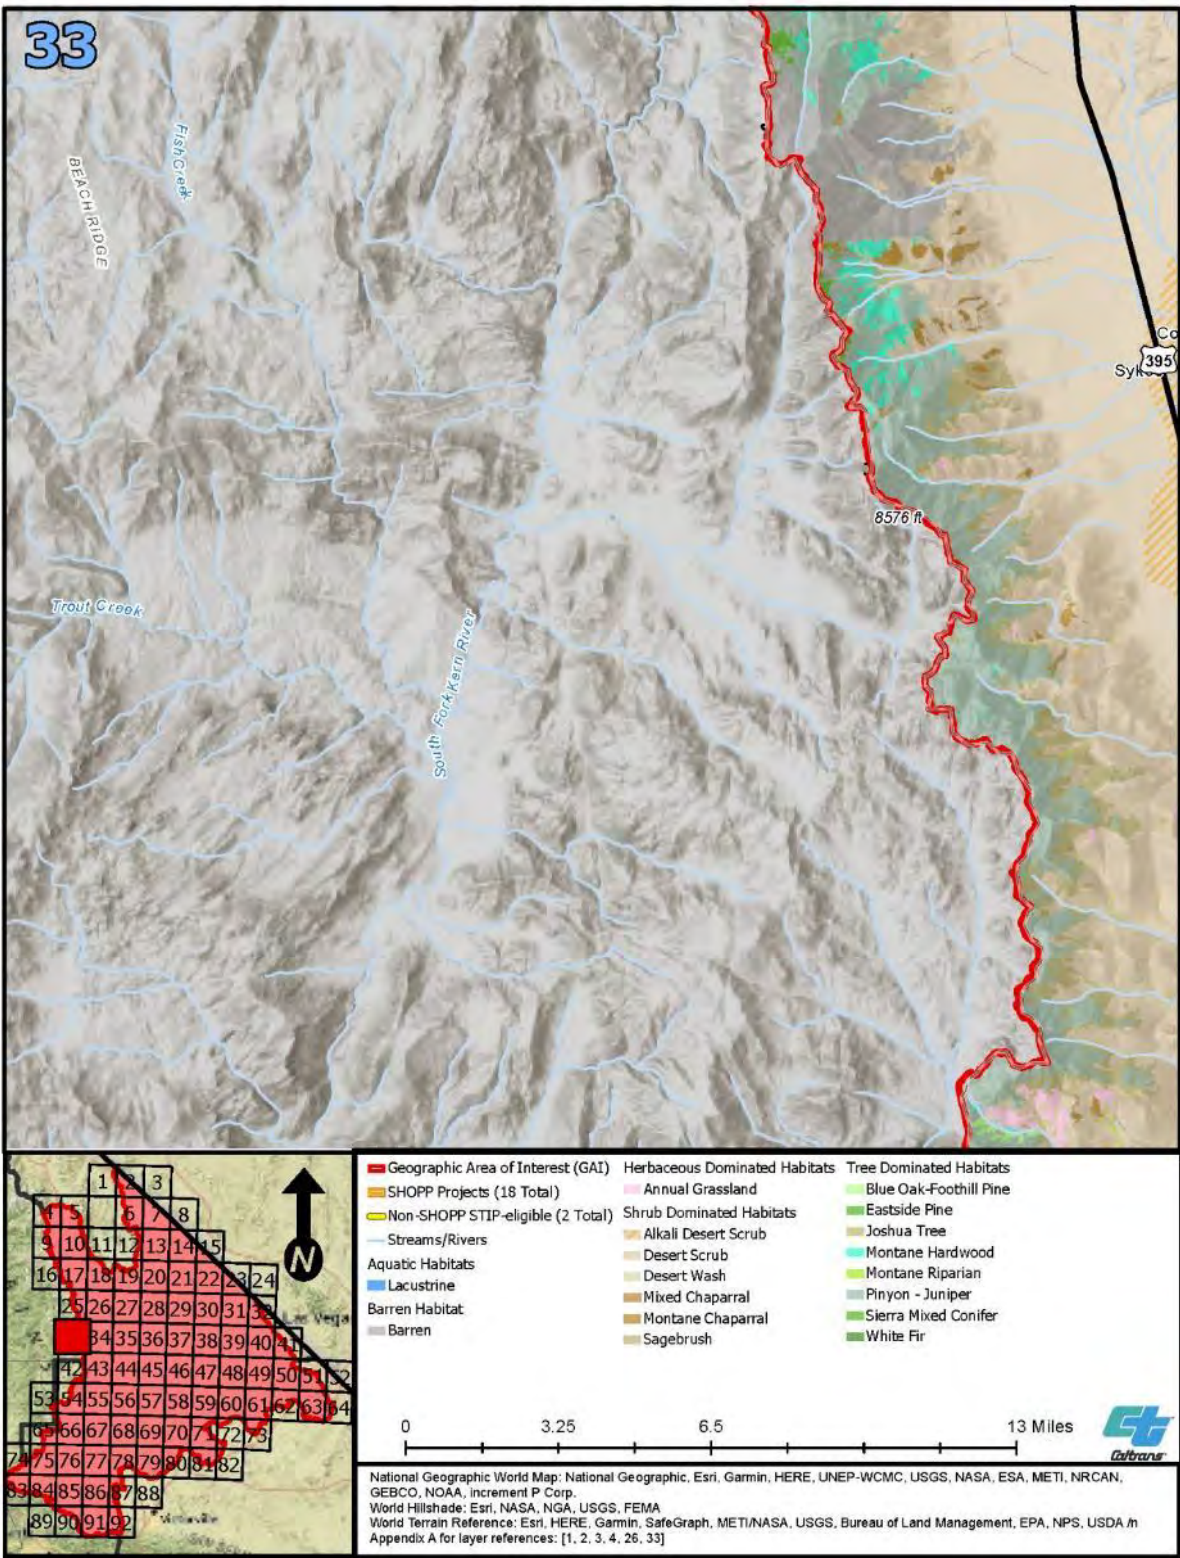 33
Fish Creek
BEACH RIDGE
Co
395
8576 ft
Trout Creek
South Fork Kern River
1 2 3
4 5 6 7 8
9 10 11 12 13 14 15
16 17 18 19 20 21 22 23 24
25 26 27 28 29 30 31 32
34 35 36 37 38 39 40 41
42 43 44 45 46 47 48 49 50 51 52
53 54 55 56 57 58 59 60 61 62 63 64
65 66 67 68 69 70 71 72 73
74 75 76 77 78 79 80 81 82
83 84 85 86 87 88
89 90 91 92
Las Vega
Victorville
N
Geographic Area of Interest (GAI)
SHOPP Projects (18 Total)
Non-SHOPP STIP-eligible (2 Total)
Streams/Rivers
Aquatic Habitats
Lacustrine
Barren Habitat
Barren
Herbaceous Dominated Habitats
Annual Grassland
Shrub Dominated Habitats
Alkali Desert Scrub
Desert Scrub
Desert Wash
Mixed Chaparral
Montane Chaparral
Sagebrush
Tree Dominated Habitats
Blue Oak-Foothill Pine
Eastside Pine
Joshua Tree
Montane Hardwood
Montane Riparian
Pinyon - Juniper
Sierra Mixed Conifer
White Fir
0 3.25 6.5 13 Miles
Caltrans
National Geographic World Map: National Geographic, Esri, Garmin, HERE, UNEP-WCMC, USGS, NASA, ESA, METI, NRCAN,
GEBCO, NOAA, increment P Corp.
World Hillshade: Esri, NASA, NGA, USGS, FEMA
World Terrain Reference: Esri, HERE, Garmin, SafeGraph, METI/NASA, USGS, Bureau of Land Management, EPA, NPS, USDA /n
Appendix A for layer references: [1, 2, 3, 4, 26, 33]